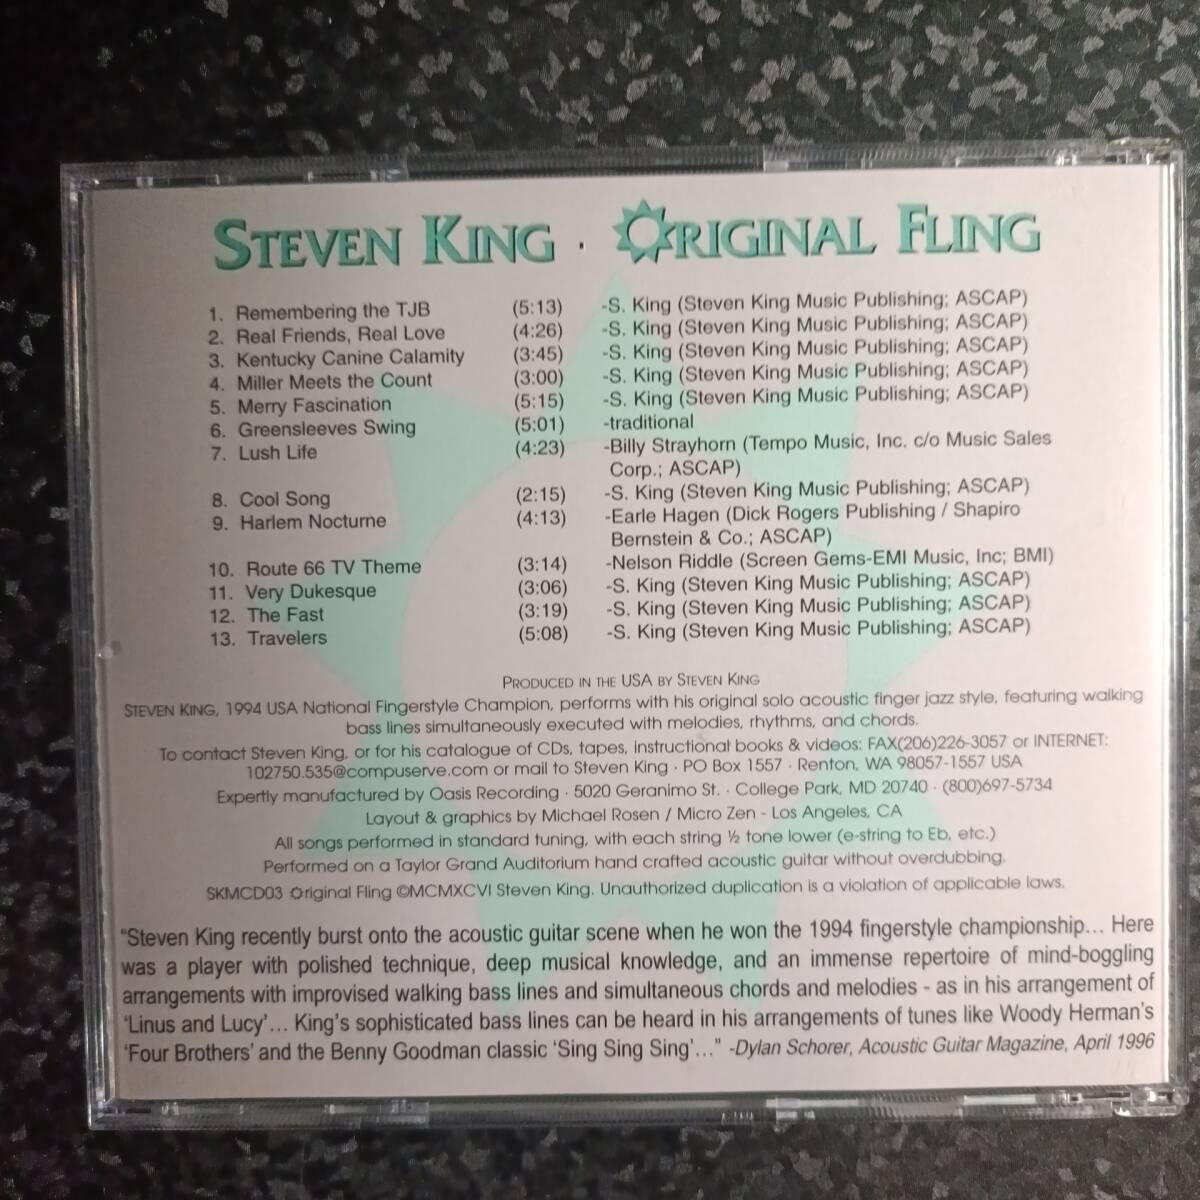 STEVEN KING · ORIGINAL FLING
1. Remembering the TJB (5:13) -S. King (Steven King Music Publishing; ASCAP)
2. Real Friends, Real Love (4:26) -S. King (Steven King Music Publishing; ASCAP)
3. Kentucky Canine Calamity (3:45) -S. King (Steven King Music Publishing; ASCAP)
4. Miller Meets the Count (3:00) -S. King (Steven King Music Publishing; ASCAP)
5. Merry Fascination (5:15) -S. King (Steven King Music Publishing; ASCAP)
6. Greensleeves Swing (5:01) -traditional
7. Lush Life (4:23) -Billy Strayhorn (Tempo Music, Inc. c/o Music Sales
Corp.; ASCAP)
8. Cool Song (2:15) -S. King (Steven King Music Publishing; ASCAP)
9. Harlem Nocturne (4:13) -Earle Hagen (Dick Rogers Publishing / Shapiro
Bernstein & Co.; ASCAP)
10. Route 66 TV Theme (3:14) -Nelson Riddle (Screen Gems-EMI Music, Inc; BMI)
11. Very Dukesque (3:06) -S. King (Steven King Music Publishing; ASCAP)
12. The Fast (3:19) -S. King (Steven King Music Publishing; ASCAP)
13. Travelers (5:08) -S. King (Steven King Music Publishing; ASCAP)
PRODUCED IN THE USA BY STEVEN KING
STEVEN KING, 1994 USA National Fingerstyle Champion, performs with his original solo acoustic finger jazz style, featuring walking
bass lines simultaneously executed with melodies, rhythms, and chords.
To contact Steven King, or for his catalogue of CDs, tapes, instructional books & videos: FAX(206)226-3057 or INTERNET:
102750.535@compuserve.com or mail to Steven King · PO Box 1557 · Renton, WA 98057-1557 USA
Expertly manufactured by Oasis Recording · 5020 Geranimo St. · College Park, MD 20740 · (800)697-5734
Layout & graphics by Michael Rosen / Micro Zen - Los Angeles, CA
All songs performed in standard tuning, with each string ½ tone lower (e-string to Eb, etc.)
Performed on a Taylor Grand Auditorium hand crafted acoustic guitar without overdubbing.
SKMCD03 Original Fling ©MCMXCVI Steven King. Unauthorized duplication is a violation of applicable laws.
"Steven King recently burst onto the acoustic guitar scene when he won the 1994 fingerstyle championship... Here
was a player with polished technique, deep musical knowledge, and an immense repertoire of mind-boggling
arrangements with improvised walking bass lines and simultaneous chords and melodies - as in his arrangement of
'Linus and Lucy'... King's sophisticated bass lines can be heard in his arrangements of tunes like Woody Herman's
'Four Brothers' and the Benny Goodman classic 'Sing Sing Sing'..." -Dylan Schorer, Acoustic Guitar Magazine, April 1996